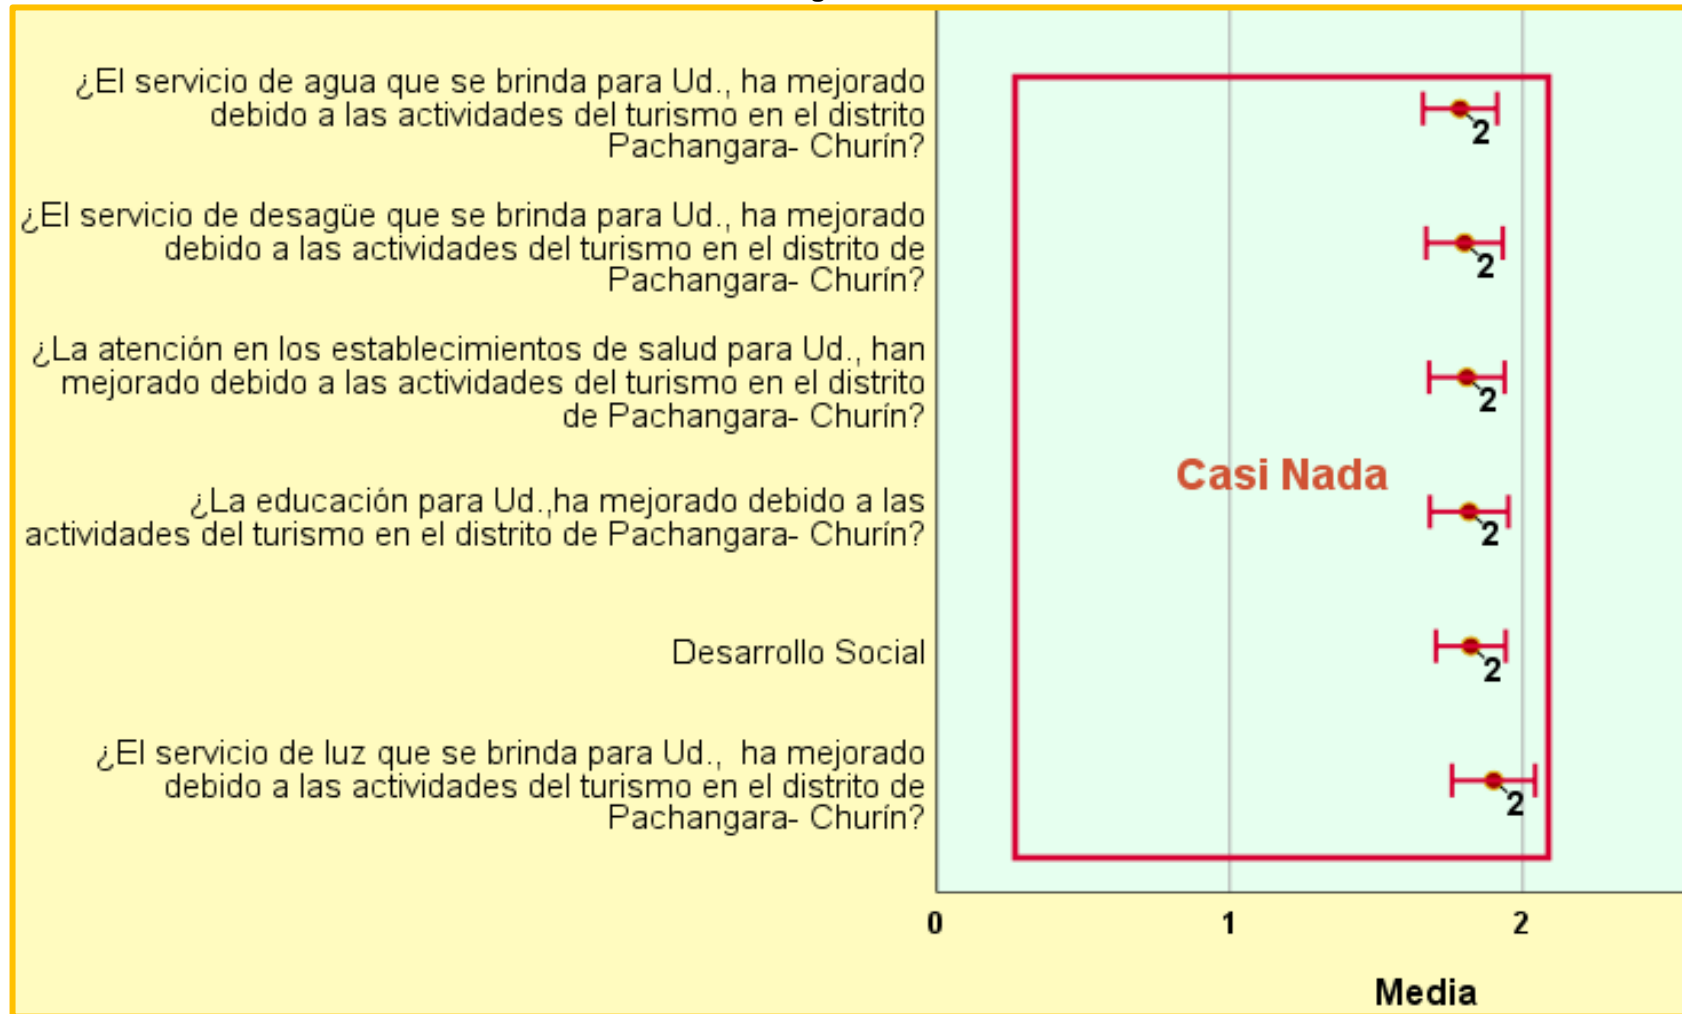 ¿El servicio de agua que se brinda para Ud., ha mejorado
debido a las actividades del turismo en el distrito
Pachangara- Churín?
2
¿El servicio de desagüe que se brinda para Ud., ha mejorado
debido a las actividades del turismo en el distrito de
Pachangara- Churín?
2
¿La atención en los establecimientos de salud para Ud., han
mejorado debido a las actividades del turismo en el distrito
de Pachangara- Churín?
2
Casi Nada
¿La educación para Ud.,ha mejorado debido a las
actividades del turismo en el distrito de Pachangara- Churín?
2
Desarrollo Social
2
¿El servicio de luz que se brinda para Ud.,  ha mejorado
debido a las actividades del turismo en el distrito de
Pachangara- Churín?
2
0 1 2
Media